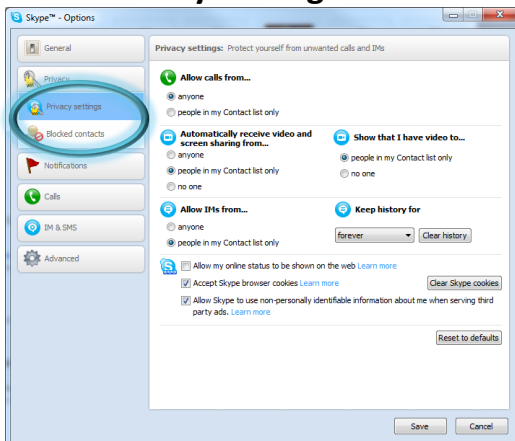 Skype™ - Options
General
Privacy
Privacy settings
Blocked contacts
Notifications
Calls
IM & SMS
Advanced
Privacy settings: Protect yourself from unwanted calls and IMs
Allow calls from...
anyone
people in my Contact list only
Automatically receive video and
screen sharing from...
anyone
people in my Contact list only
no one
Show that I have video to...
people in my Contact list only
no one
Allow IMs from...
anyone
people in my Contact list only
Keep history for
forever
Clear history
Allow my online status to be shown on the web Learn more
Accept Skype browser cookies Learn more
Clear Skype cookies
Allow Skype to use non-personally identifiable information about me when serving third
party ads. Learn more
Reset to defaults
Save
Cancel